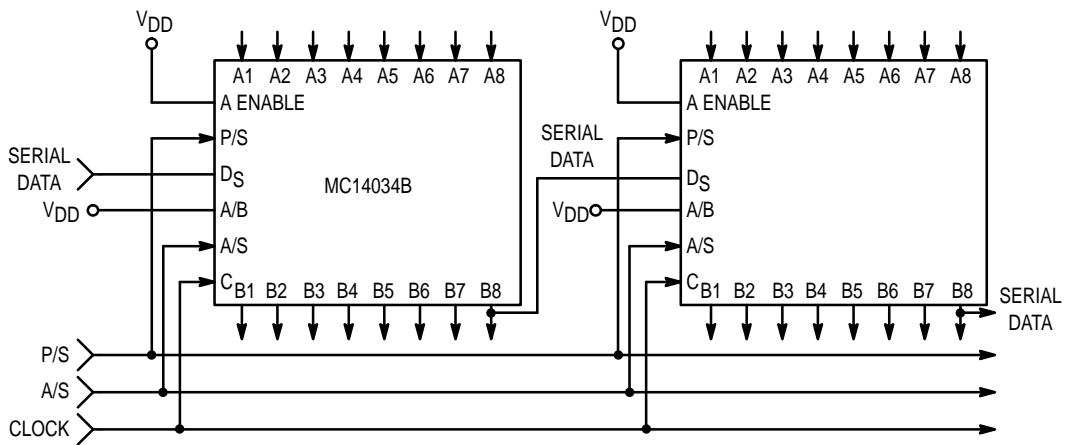 VDD
A1 A2 A3 A4 A5 A6 A7 A8
A ENABLE
P/S
SERIAL
DATA
DS
MC14034B
VDD
A/B
A/S
C
B1 B2 B3 B4 B5 B6 B7 B8
VDD
A1 A2 A3 A4 A5 A6 A7 A8
A ENABLE
P/S
SERIAL
DATA
DS
VDD
A/B
A/S
C
B1 B2 B3 B4 B5 B6 B7 B8
SERIAL
DATA
P/S
A/S
CLOCK